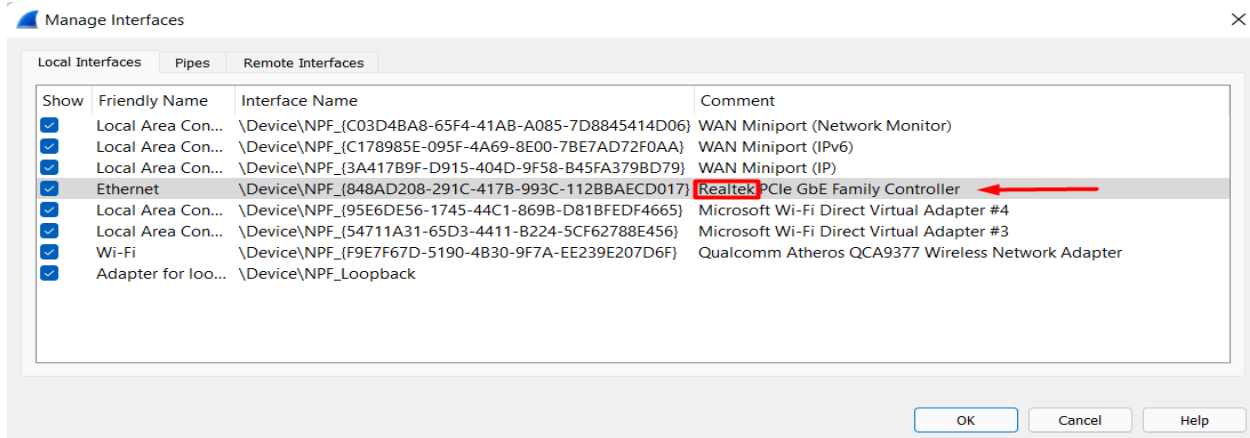 Manage Interfaces
Local Interfaces Pipes Remote Interfaces
Show Friendly Name Interface Name Comment
Local Area Con... \Device\NPF_{C03D4BA8-65F4-41AB-A085-7D8845414D06} WAN Miniport (Network Monitor)
Local Area Con... \Device\NPF_{C178985E-095F-4A69-8E00-7BE7AD72F0AA} WAN Miniport (IPv6)
Local Area Con... \Device\NPF_{3A417B9F-D915-404D-9F58-B45FA379BD79} WAN Miniport (IP)
Ethernet \Device\NPF_{848AD208-291C-417B-993C-112BBAECD017} Realtek PCIe GbE Family Controller
Local Area Con... \Device\NPF_{95E6DE56-1745-44C1-869B-D81BFEDF4665} Microsoft Wi-Fi Direct Virtual Adapter #4
Local Area Con... \Device\NPF_{54711A31-65D3-4411-B224-5CF62788E456} Microsoft Wi-Fi Direct Virtual Adapter #3
Wi-Fi \Device\NPF_{F9E7F67D-5190-4B30-9F7A-EE239E207D6F} Qualcomm Atheros QCA9377 Wireless Network Adapter
Adapter for loo... \Device\NPF_Loopback
OK Cancel Help